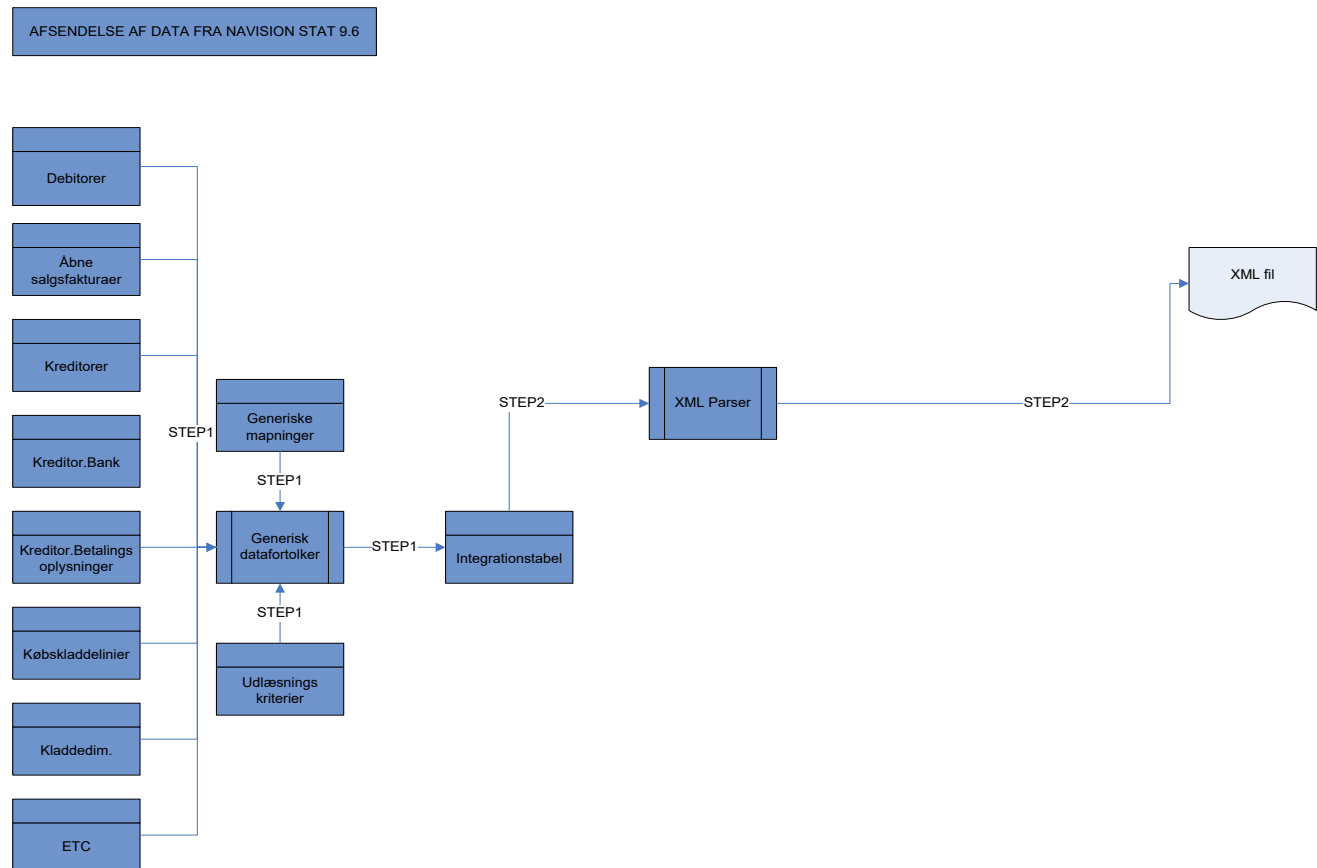 AFSENDELSE AF DATA FRA NAVISION STAT 9.6
Debitorer
Åbne
salgsfakturaer
Kreditorer
Kreditor.Bank
Kreditor.Betalings
oplysninger
Købskladdelinier
Kladdedim.
ETC
STEP1
Generiske
mapninger
STEP1
Generisk
datafortolker
STEP1
Udlæsnings
kriterier
STEP1
Integrationstabel
STEP2
XML Parser
STEP2
XML fil